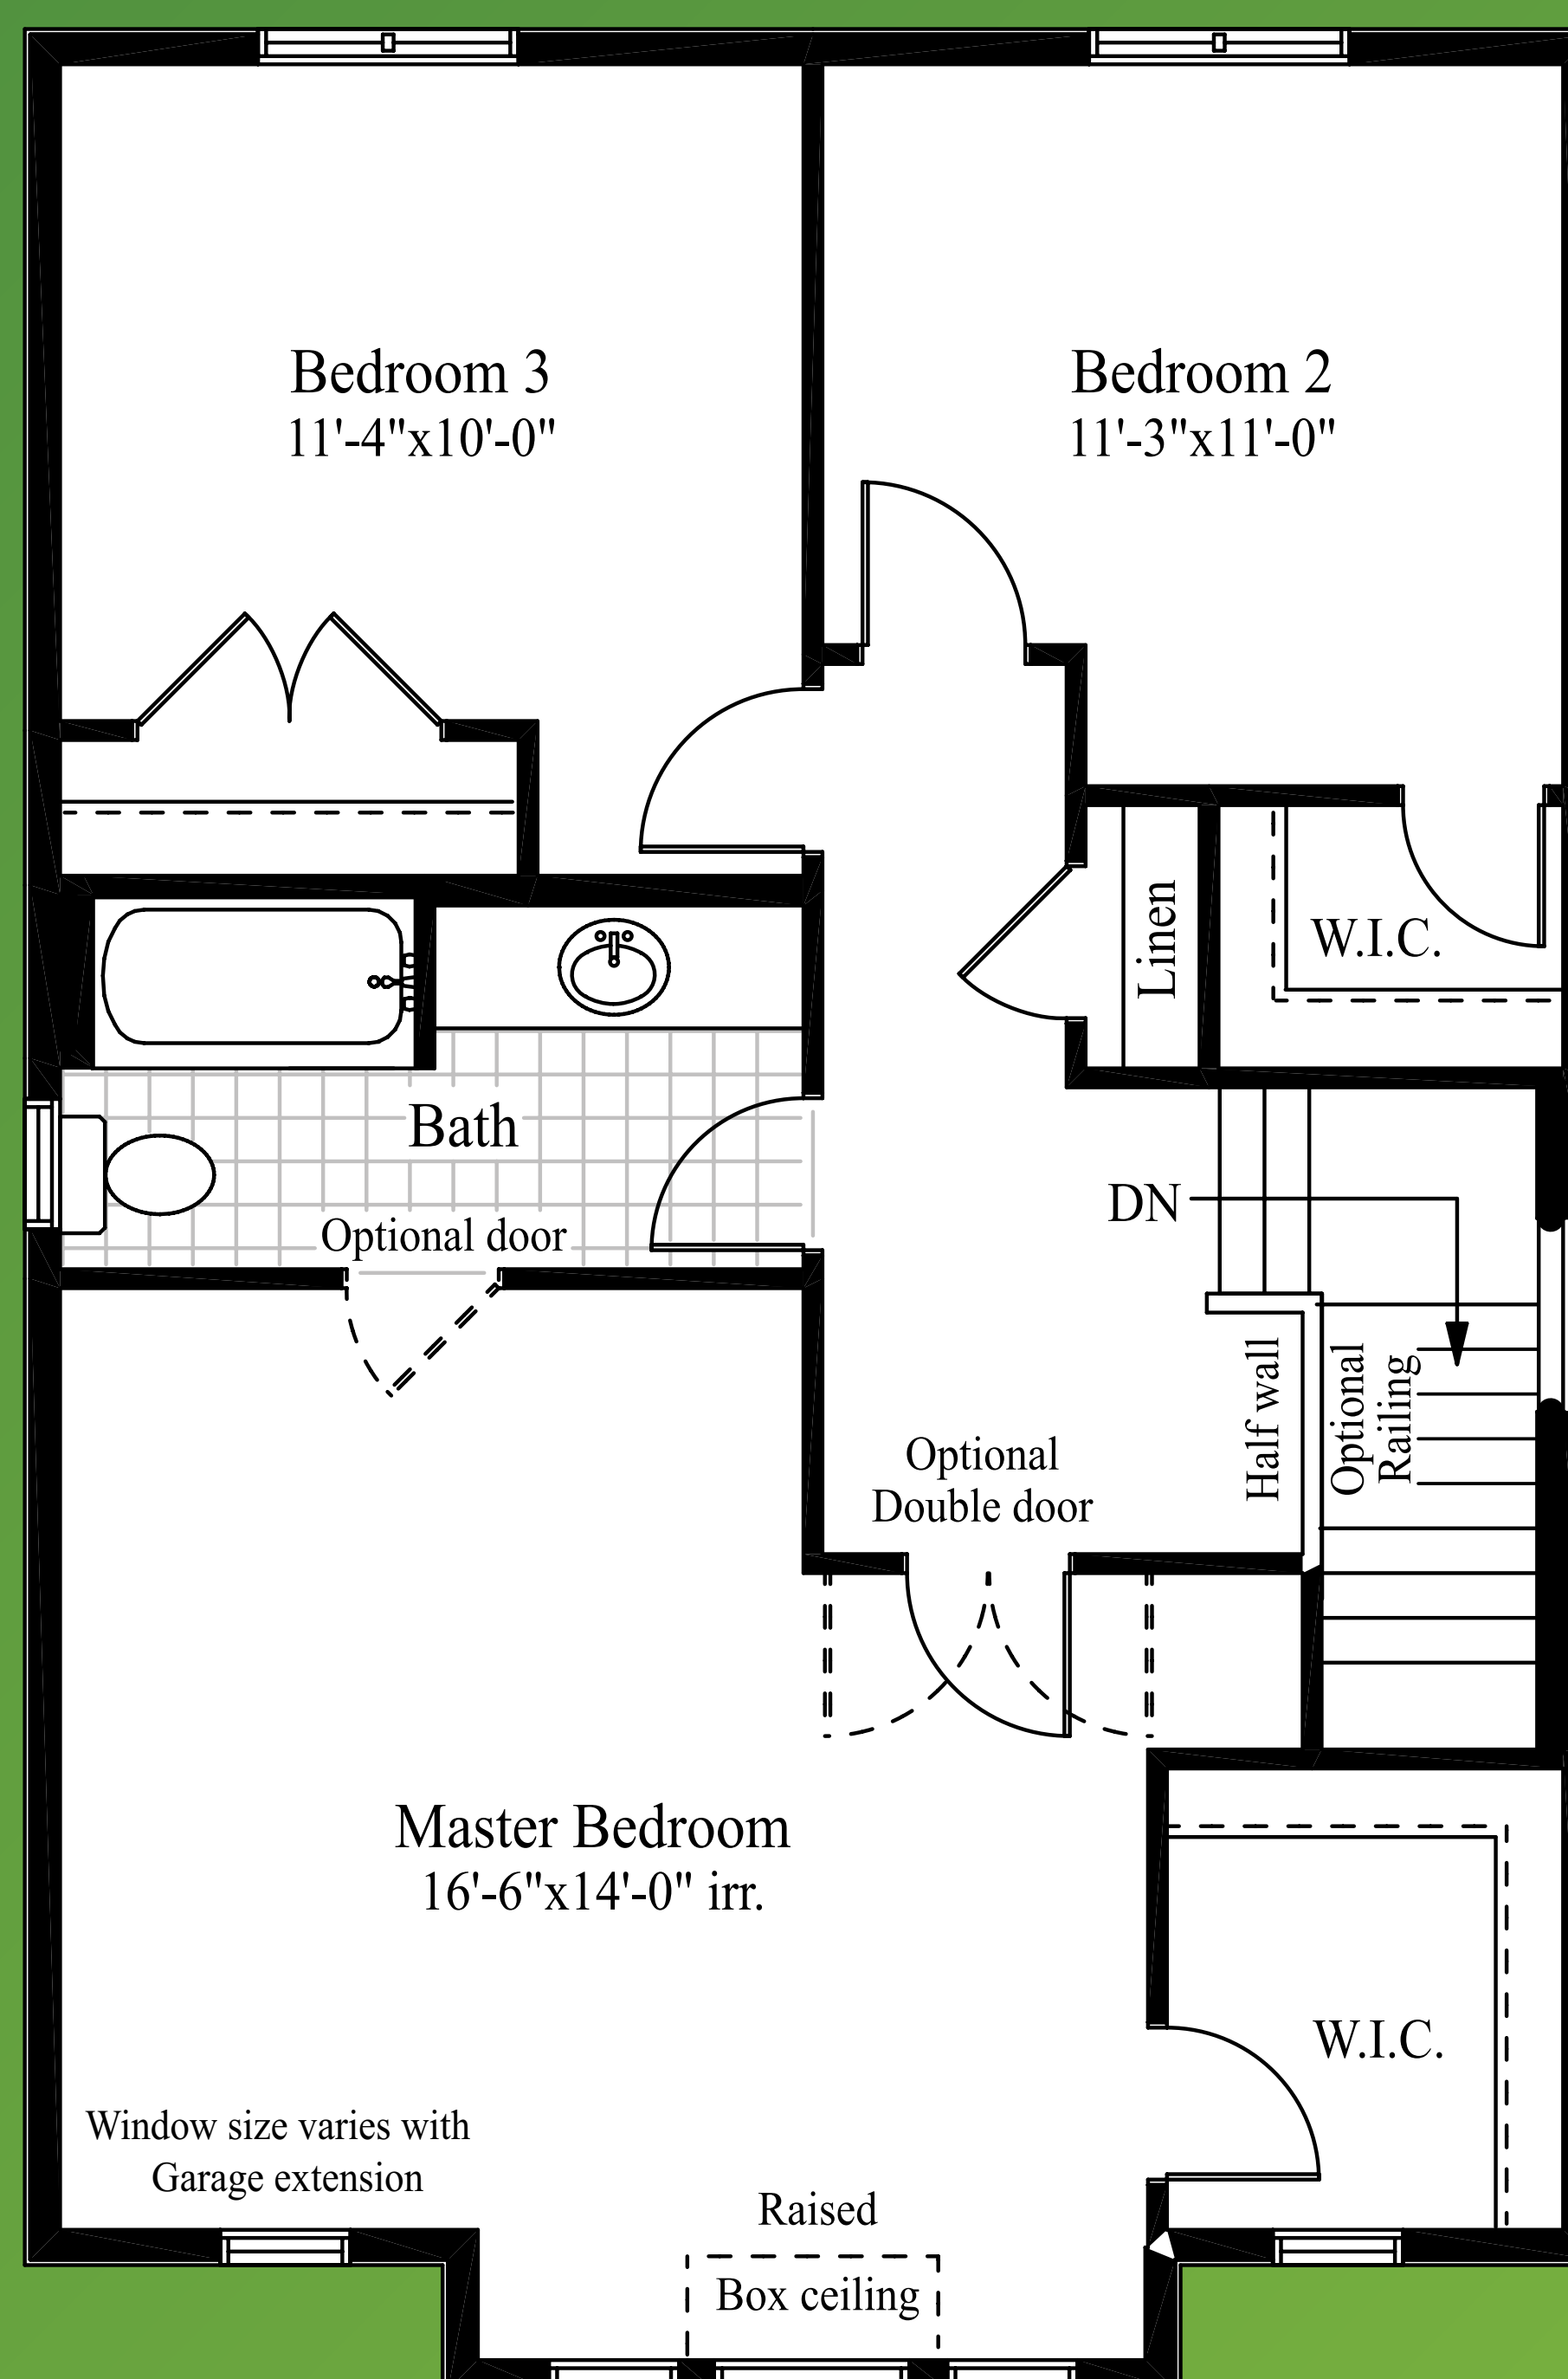 Bedroom 3
11'-4"x10'-0"
Bedroom 2
11'-3"x11'-0"
Linen
W.I.C.
Bath
Optional door
DN
Half wall
Optional
Railing
Optional
Double door
Master Bedroom
16'-6"x14'-0" irr.
W.I.C.
Window size varies with
Garage extension
Raised
Box ceiling